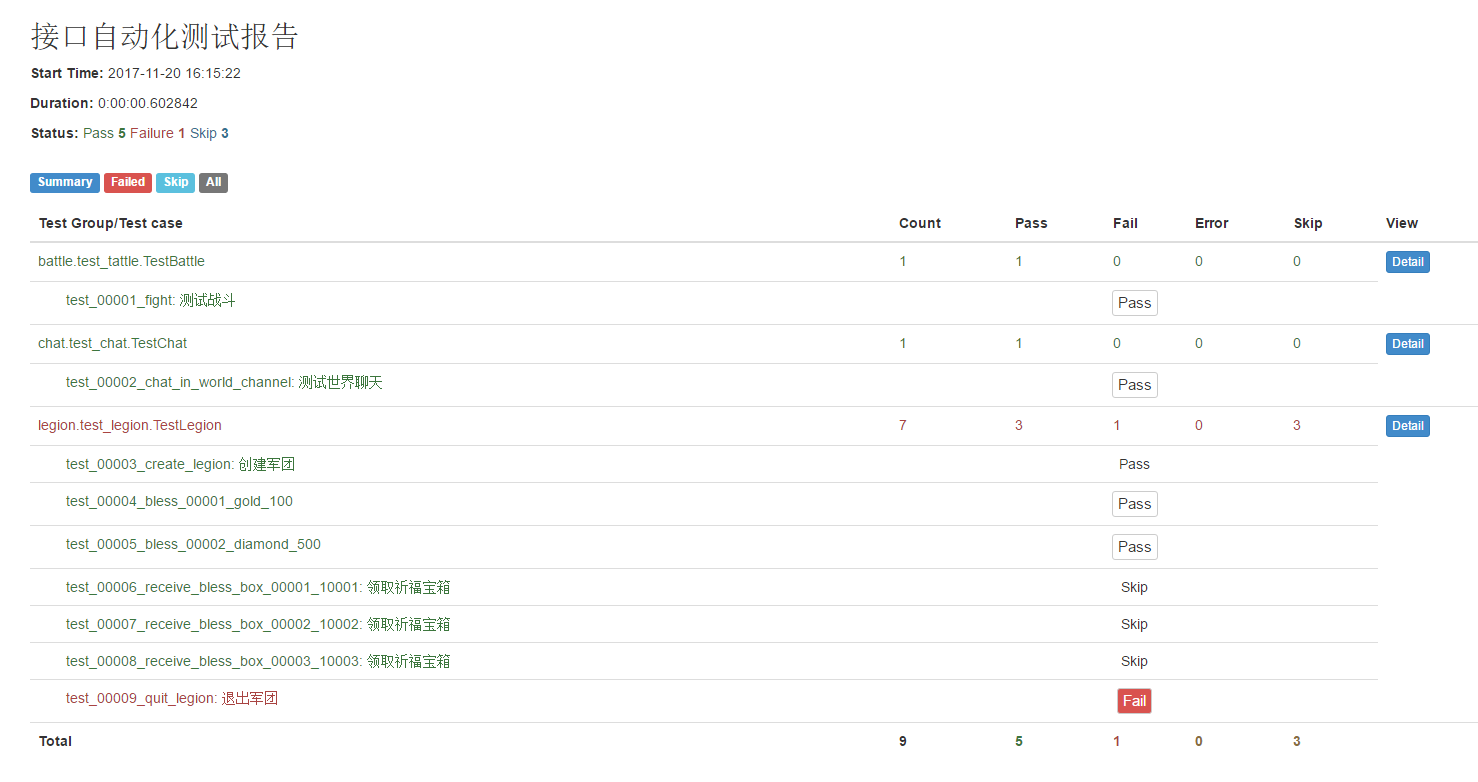 接口自动化测试报告
Start Time: 2017-11-20 16:15:22
Duration: 0:00:00.602842
Status: Pass 5 Failure 1 Skip 3
Summary Failed Skip All
Test Group/Test case Count Pass Fail Error Skip View
battle.test_tattle.TestBattle 1 1 0 0 0 Detail
test_00001_fight: 测试战斗 Pass
chat.test_chat.TestChat 1 1 0 0 0 Detail
test_00002_chat_in_world_channel: 测试世界聊天 Pass
legion.test_legion.TestLegion 7 3 1 0 3 Detail
test_00003_create_legion: 创建军团 Pass
test_00004_bless_00001_gold_100 Pass
test_00005_bless_00002_diamond_500 Pass
test_00006_receive_bless_box_00001_10001: 领取祈福宝箱 Skip
test_00007_receive_bless_box_00002_10002: 领取祈福宝箱 Skip
test_00008_receive_bless_box_00003_10003: 领取祈福宝箱 Skip
test_00009_quit_legion: 退出军团 Fail
Total 9 5 1 0 3